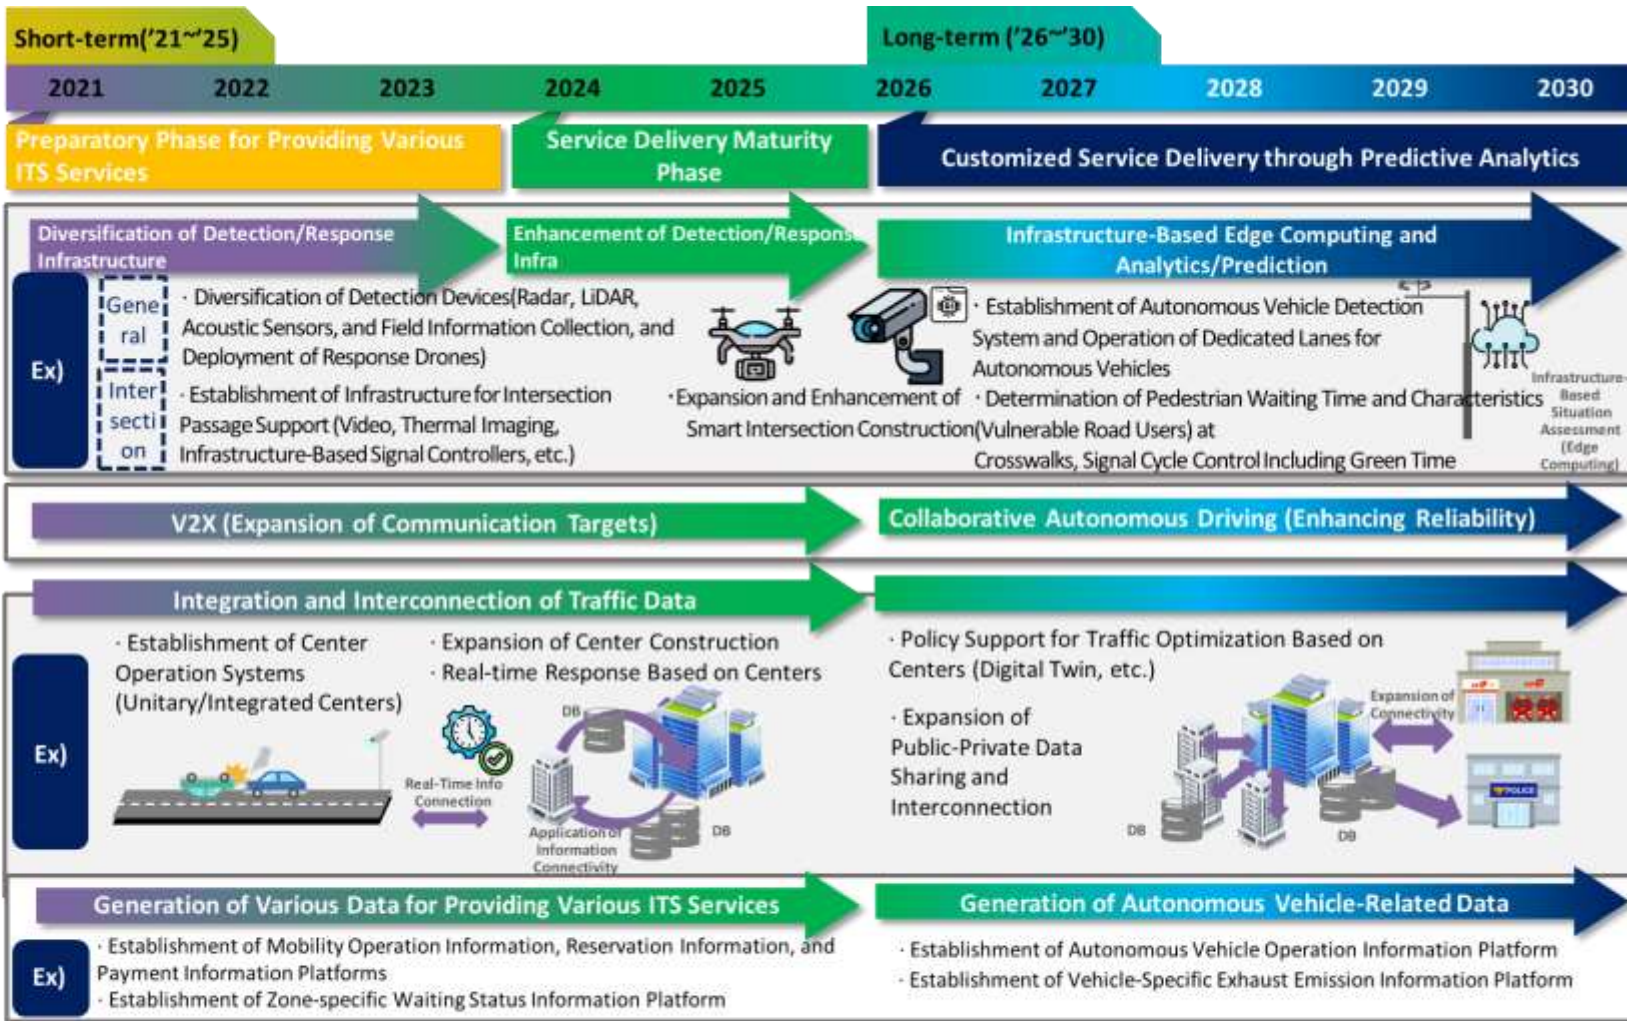 Short-term('21~'25)
Long-term ('26~'30)
2021 2022 2023 2024 2025 2026 2027 2028 2029 2030
Preparatory Phase for Providing Various
ITS Services
Service Delivery Maturity
Phase
Customized Service Delivery through Predictive Analytics
Diversification of Detection/Response
Infrastructure
Enhancement of Detection/Response
Infra
Infrastructure-Based Edge Computing and
Analytics/Prediction
Ex)
Gene
ral
· Diversification of Detection Devices(Radar, LiDAR,
Acoustic Sensors, and Field Information Collection, and
Deployment of Response Drones)
Inter
secti
on
· Establishment of Infrastructure for Intersection
Passage Support (Video, Thermal Imaging,
Infrastructure-Based Signal Controllers, etc.)
· Expansion and Enhancement of
Smart Intersection Construction
· Establishment of Autonomous Vehicle Detection
System and Operation of Dedicated Lanes for
Autonomous Vehicles
· Determination of Pedestrian Waiting Time and Characteristics
(Vulnerable Road Users) at
Crosswalks, Signal Cycle Control Including Green Time
Infrastructure-
Based
Situation
Assessment
(Edge
Computing)
V2X (Expansion of Communication Targets)
Collaborative Autonomous Driving (Enhancing Reliability)
Integration and Interconnection of Traffic Data
Ex)
· Establishment of Center
Operation Systems
(Unitary/Integrated Centers)
· Expansion of Center Construction
· Real-time Response Based on Centers
Real-Time Info
Connection
DB
DB
Application of
Information
Connectivity
· Policy Support for Traffic Optimization Based on
Centers (Digital Twin, etc.)
· Expansion of
Public-Private Data
Sharing and
Interconnection
Expansion of
Connectivity
DB
DB
POLICE
Generation of Various Data for Providing Various ITS Services
Generation of Autonomous Vehicle-Related Data
Ex)
· Establishment of Mobility Operation Information, Reservation Information, and
Payment Information Platforms
· Establishment of Zone-specific Waiting Status Information Platform
· Establishment of Autonomous Vehicle Operation Information Platform
· Establishment of Vehicle-Specific Exhaust Emission Information Platform